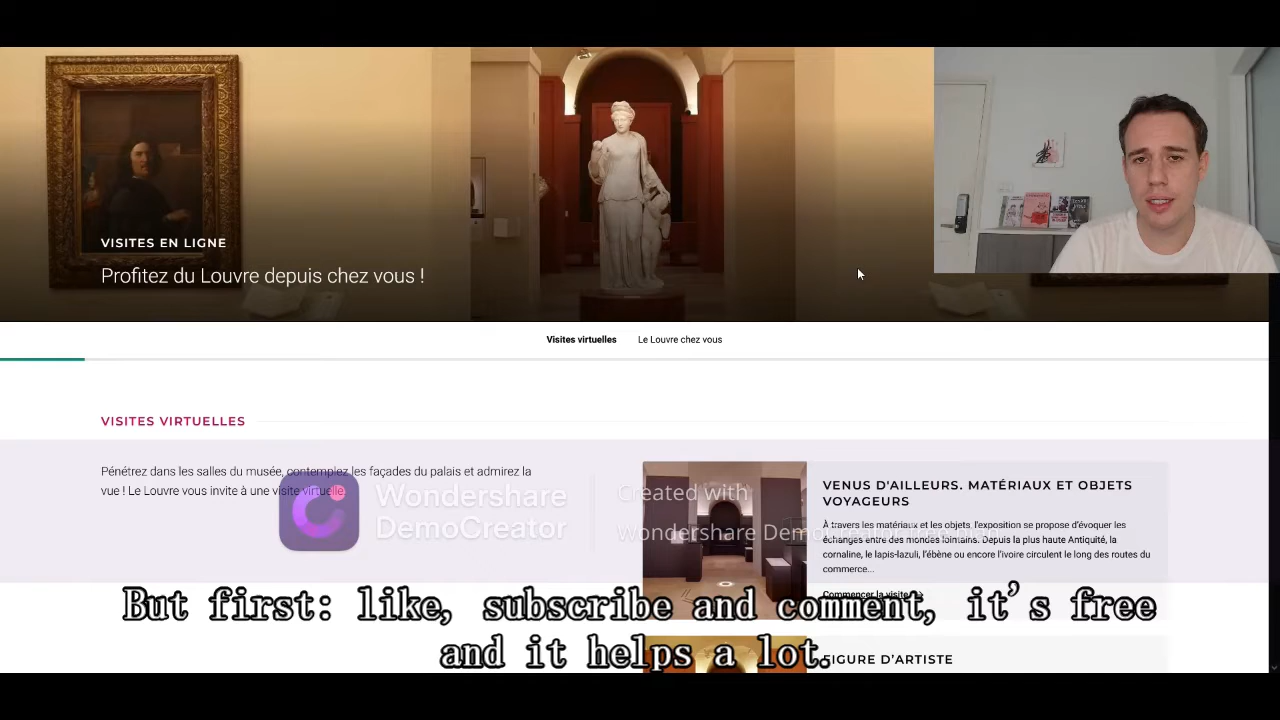 VISITES EN LIGNE
Profitez du Louvre depuis chez vous !
Visites virtuelles
Le Louvre chez vous
VISITES VIRTUELLES
Pénétrez dans les salles du musée, contemplez les façades du palais et admirez la
vue ! Le Louvre vous invite à une visite virtuelle.
VENUS D'AILLEURS. MATÉRIAUX ET OBJETS
VOYAGEURS
À travers les matériaux et les objets, l'exposition se propose d'évoquer les
échanges entre des mondes lointains. Depuis la plus haute Antiquité, la
cornaline, le lapis-lazuli, l'ébène ou encore l'ivoire circulent le long des routes du
commerce...
Commencer la visite
FIGURE D'ARTISTE
Wondershare
DemoCreator
Created with
Wondershare DemoCreator
But first: like, subscribe and comment, it's free
and it helps a lot.